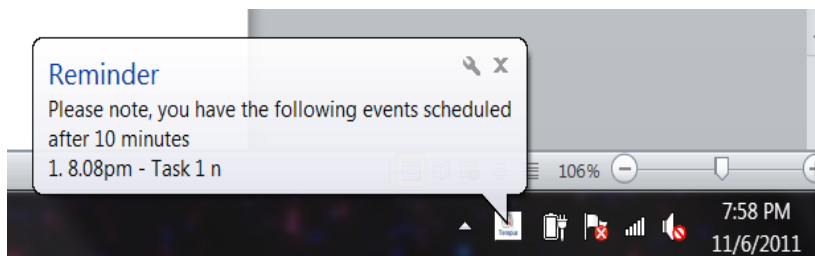 Reminder
Please note, you have the following events scheduled
after 10 minutes
1. 8.08pm - Task 1 n
106%
7:58 PM
11/6/2011